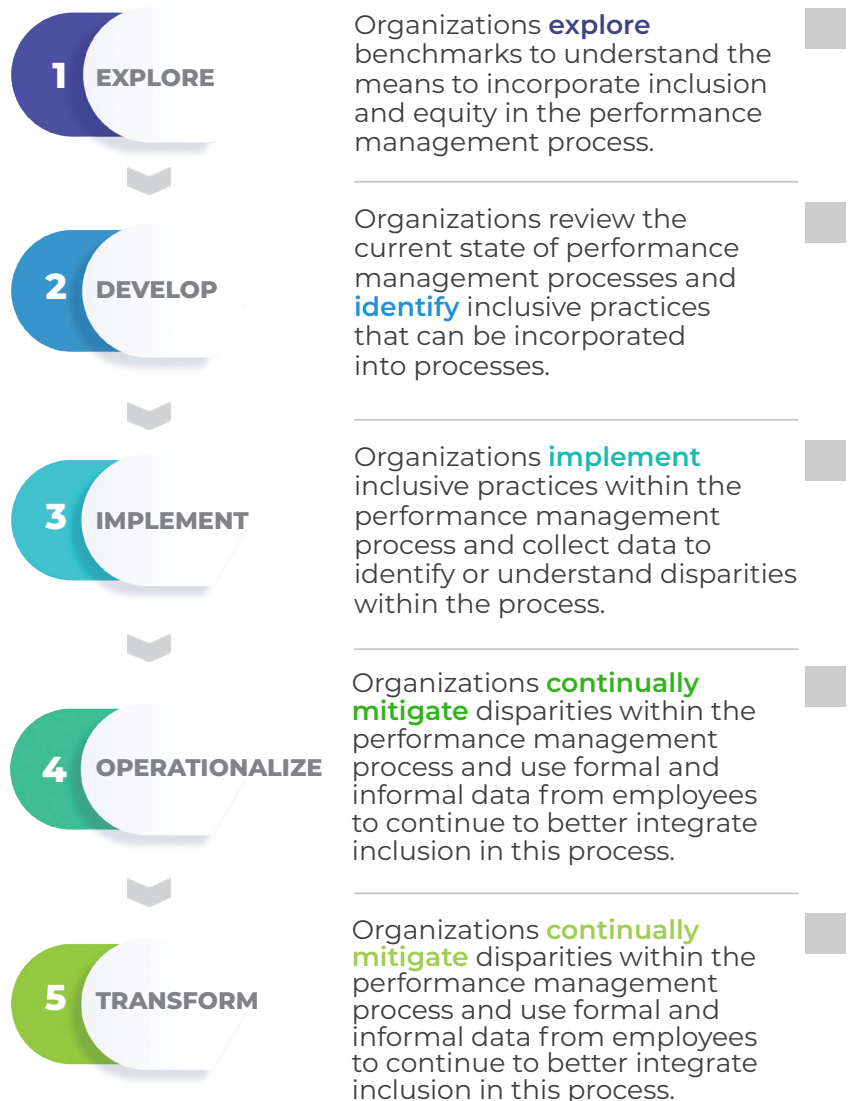 1 EXPLORE
Organizations explore
benchmarks to understand the
means to incorporate inclusion
and equity in the performance
management process.
2 DEVELOP
Organizations review the
current state of performance
management processes and
identify inclusive practices
that can be incorporated
into processes.
3 IMPLEMENT
Organizations implement
inclusive practices within the
performance management
process and collect data to
identify or understand disparities
within the process.
4 OPERATIONALIZE
Organizations continually
mitigate disparities within the
performance management
process and use formal and
informal data from employees
to continue to better integrate
inclusion in this process.
5 TRANSFORM
Organizations continually
mitigate disparities within the
performance management
process and use formal and
informal data from employees
to continue to better integrate
inclusion in this process.